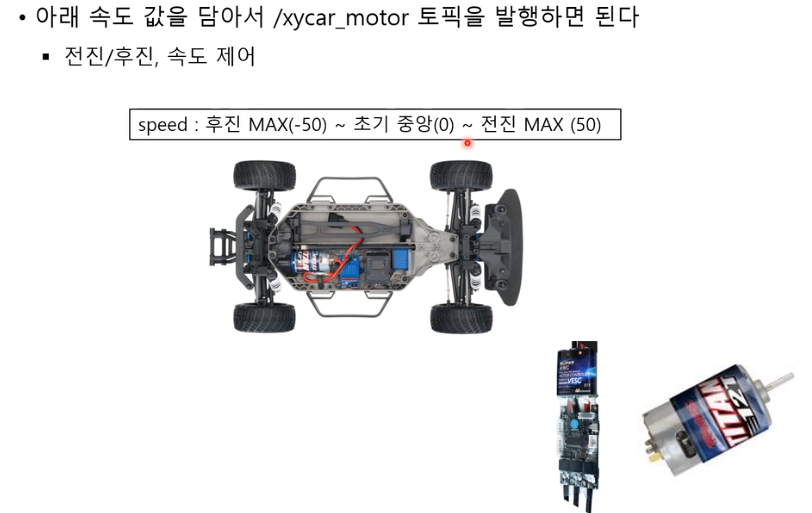 • 아래 속도 값을 담아서 /xycar_motor 토픽을 발행하면 된다
▪ 전진/후진, 속도 제어
speed : 후진 MAX(-50) ~ 초기 중앙(0) ~ 전진 MAX (50)
VESC
TITAN
12T